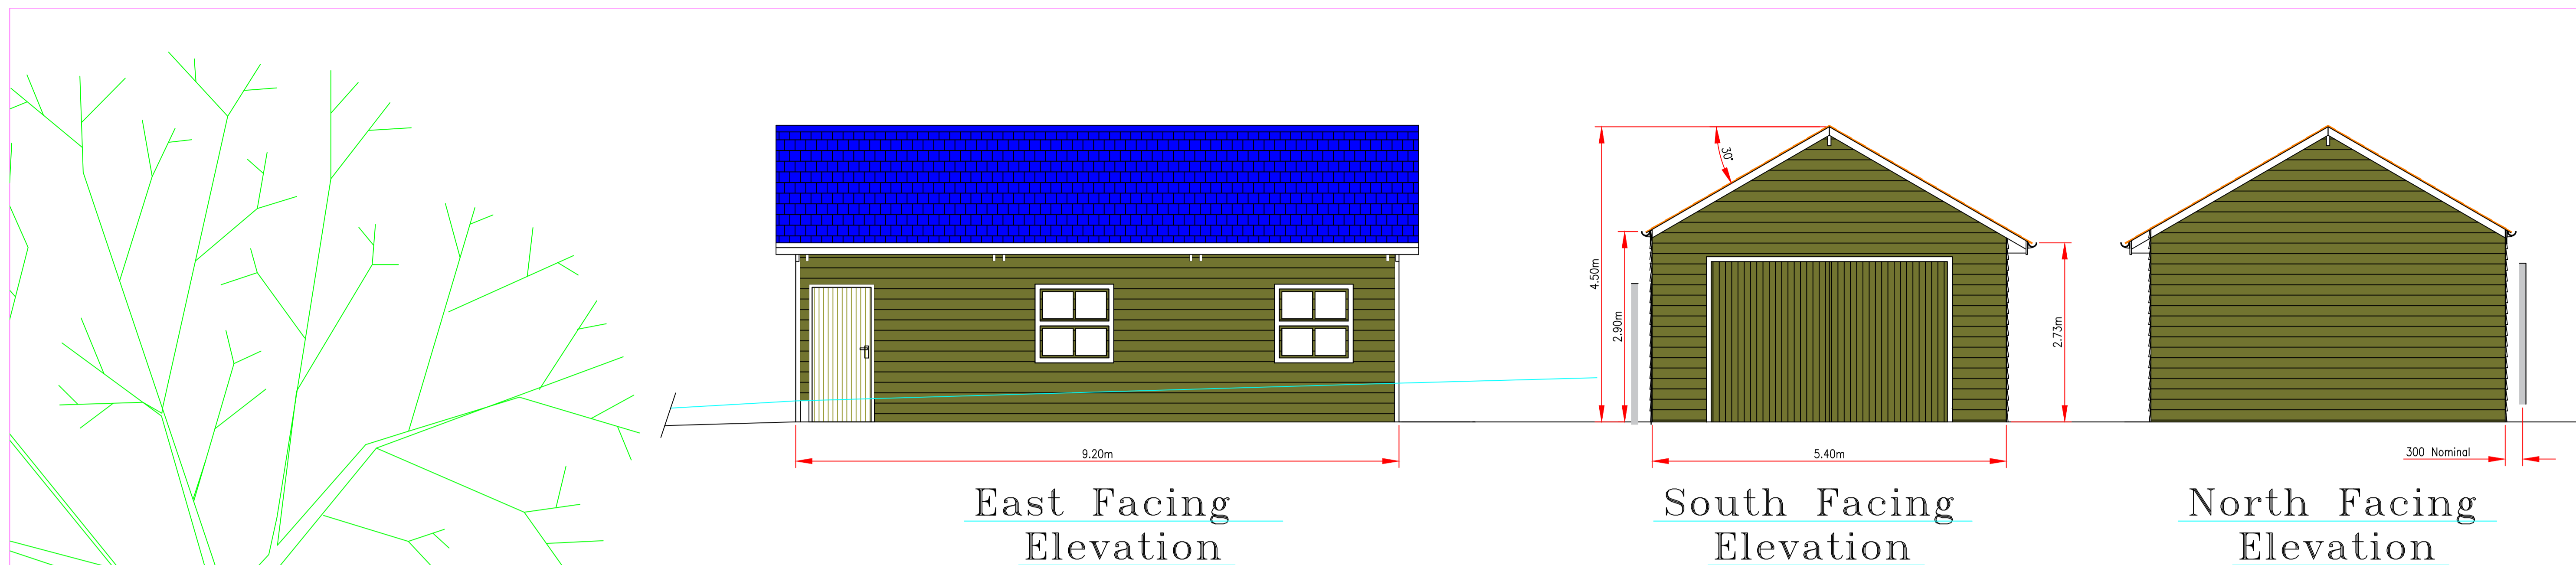 30°
4.50m
2.90m
2.73m
9.20m
5.40m
300 Nominal
East Facing
Elevation
South Facing
Elevation
North Facing
Elevation